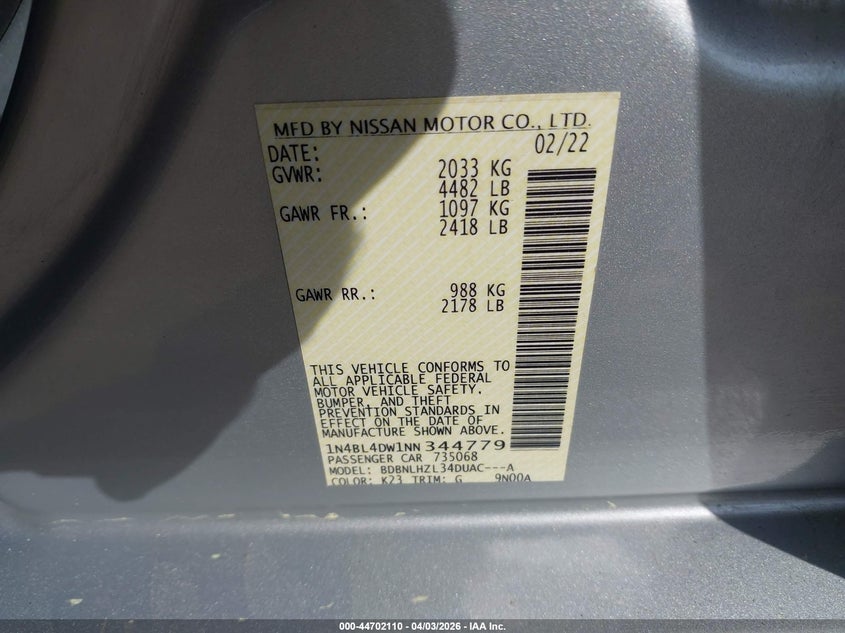 MFD BY NISSAN MOTOR CO., LTD.
DATE: 02/22
GVWR: 2033 KG
4482 LB
GAWR FR.: 1097 KG
2418 LB
GAWR RR.: 988 KG
2178 LB
THIS VEHICLE CONFORMS TO
ALL APPLICABLE FEDERAL
MOTOR VEHICLE SAFETY,
BUMPER, AND THEFT
PREVENTION STANDARDS IN
EFFECT ON THE DATE OF
MANUFACTURE SHOWN ABOVE.
1N4BL4DW1NN344779
PASSENGER CAR 735068
MODEL: BDBNLHZL34DUAC---A
COLOR: K23 TRIM: G 9N00A
000-44702110 - 04/03/2026 - IAA Inc.